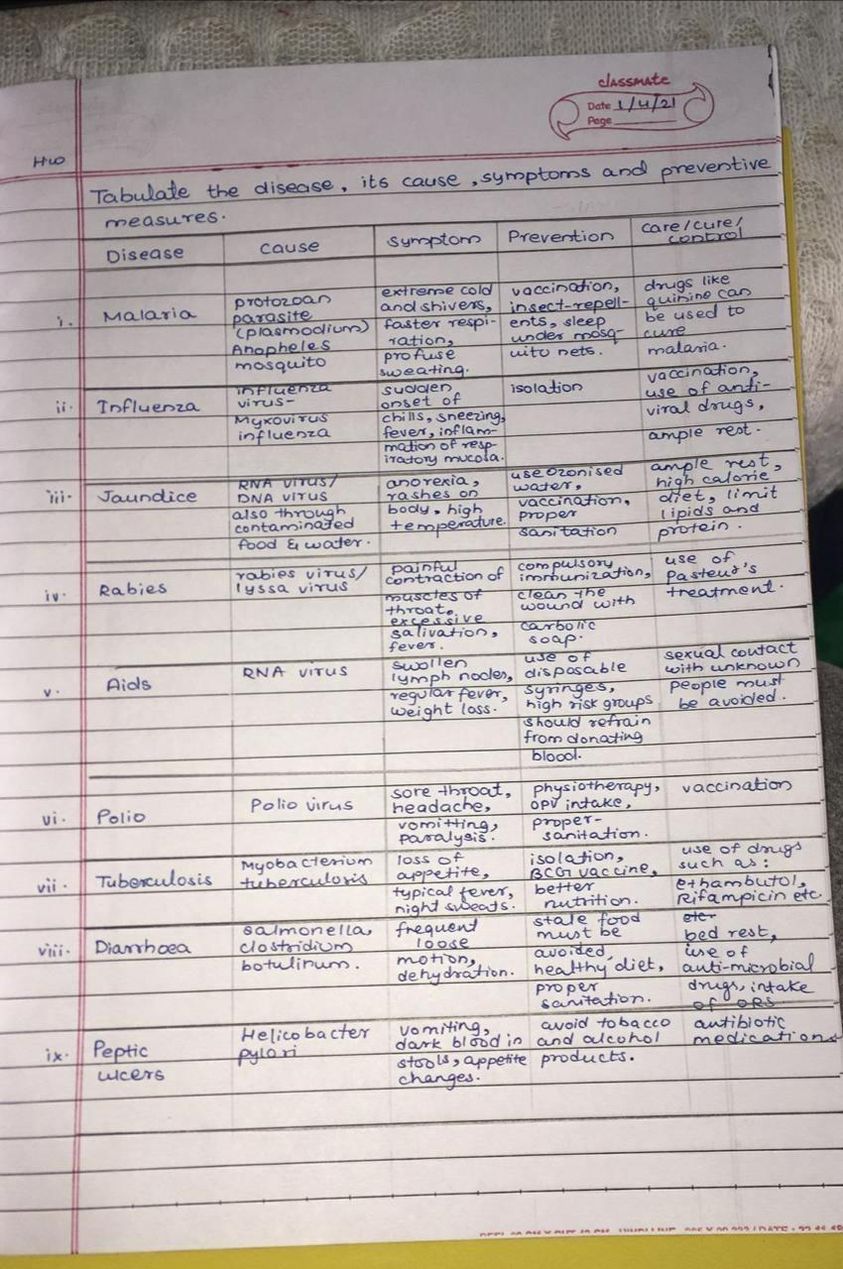 classmate
Date 1/4/21
Page
HW
Tabulate the disease, its cause, symptoms and preventive
measures.
Disease
Cause
Symptom
Prevention
care/cure/
control
i. Malaria
protozoan
parasite
(plasmodium)
Anopheles
mosquito
extreme cold
and shivers,
faster respi-
ration,
profuse
sweating.
vaccination,
insect-repell-
ents, sleep
under mosq-
uito nets.
drugs like
quinine can
be used to
cure
malaria.
ii. Influenza
influenza
virus-
Myxovirus
influenza
sudden
onset of
chills, sneezing,
fever, inflam-
mation of resp-
iratory mucosa.
isolation
vaccination,
use of anti-
viral drugs,
ample rest.
iii. Jaundice
RNA virus/
DNA virus
also through
contaminated
food & water.
anorexia,
rashes on
body, high
temperature.
use ozonised
water,
vaccination,
proper
sanitation
ample rest,
high calorie
diet, limit
lipids and
protein.
iv. Rabies
rabies virus/
lyssa virus
painful
contraction of
muscles of
throat,
excessive
salivation,
fever.
compulsory
immunization,
clean the
wound with
carbolic
soap.
use of
Pasteur's
treatment.
v. Aids
RNA virus
swollen
lymph nodes,
regular fever,
weight loss.
use of
disposable
syringes,
high risk groups
should refrain
from donating
blood.
sexual contact
with unknown
people must
be avoided.
vi. Polio
Polio virus
sore throat,
headache,
vomitting,
paralysis.
physiotherapy,
OPV intake,
proper-
sanitation.
vaccination
vii. Tuberculosis
Myobacterium
tuberculosis
loss of
appetite,
typical fever,
night sweats.
isolation,
BCG vaccine,
better
nutrition.
use of drugs
such as:
ethambutol,
Rifampicin etc.
viii. Diarrhoea
salmonella,
clostridium
botulinum.
frequent
loose
motion,
dehydration.
stale food
must be
avoided,
healthy diet,
proper
sanitation.
etc.
bed rest,
use of
anti-microbial
drugs, intake
of ORS
ix. Peptic
ulcers
Helicobacter
pylori
vomiting,
dark blood in
stools, appetite
changes.
avoid tobacco
and alcohol
products.
antibiotic
medications